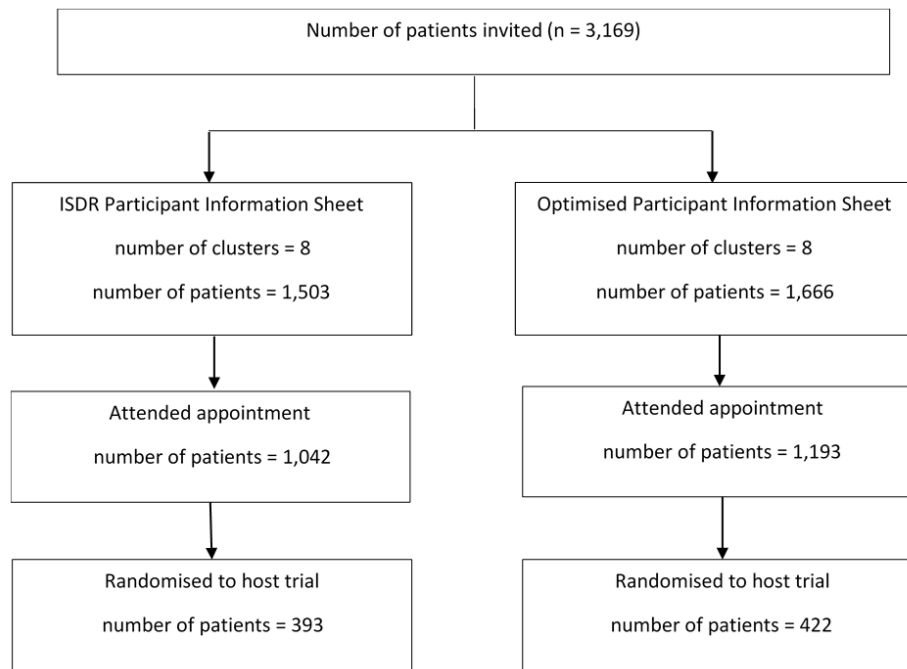 Number of patients invited (n = 3,169)
ISDR Participant Information Sheet
number of clusters = 8
number of patients = 1,503
Optimised Participant Information Sheet
number of clusters = 8
number of patients = 1,666
Attended appointment
number of patients = 1,042
Attended appointment
number of patients = 1,193
Randomised to host trial
number of patients = 393
Randomised to host trial
number of patients = 422